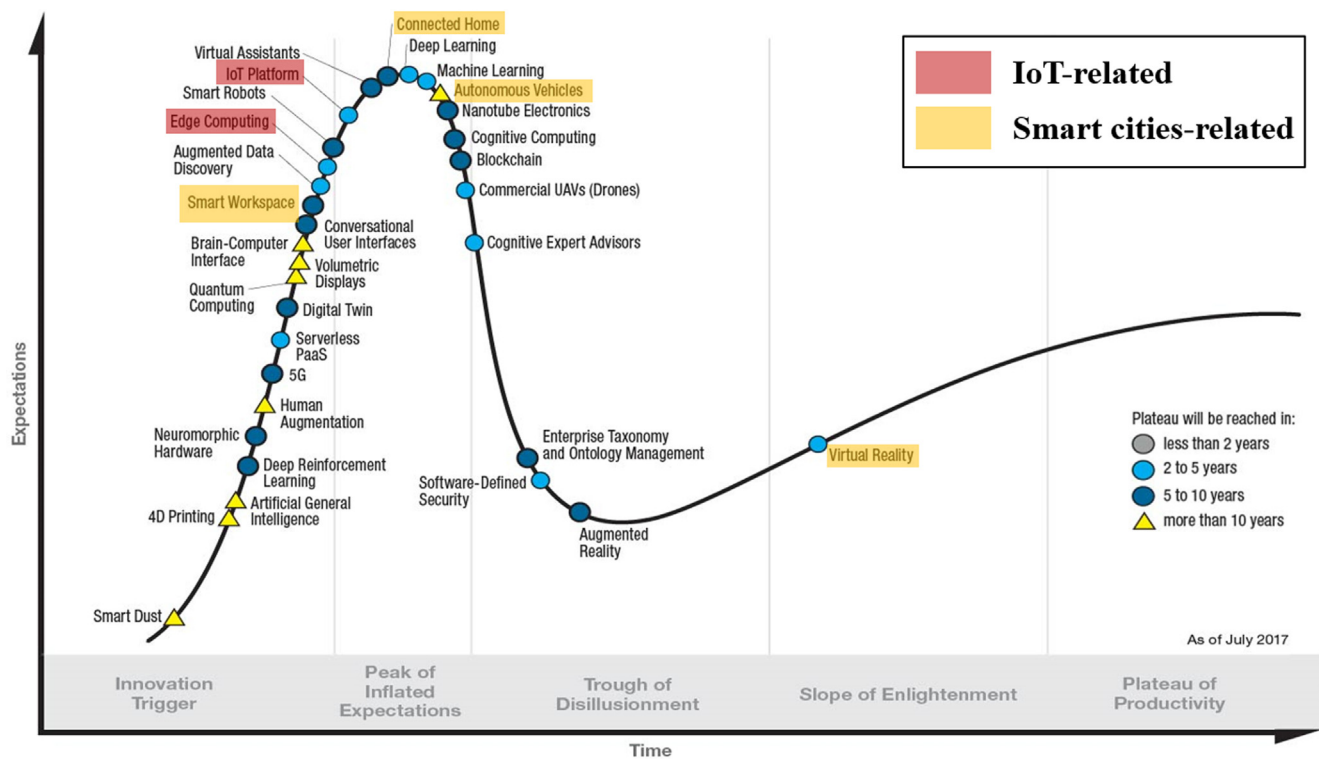 Connected Home
Deep Learning
Virtual Assistants
Machine Learning
IoT Platform
Autonomous Vehicles
Smart Robots
Nanotube Electronics
Edge Computing
Cognitive Computing
Augmented Data
Discovery
Blockchain
Commercial UAVs (Drones)
Smart Workspace
Conversational
User Interfaces
Brain-Computer
Interface
Cognitive Expert Advisors
Volumetric
Displays
Quantum
Computing
Digital Twin
Serverless
PaaS
5G
Human
Augmentation
Neuromorphic
Hardware
Deep Reinforcement
Learning
Artificial General
Intelligence
4D Printing
Smart Dust
Enterprise Taxonomy
and Ontology Management
Software-Defined
Security
Augmented
Reality
Virtual Reality
IoT-related
Smart cities-related
Plateau will be reached in:
less than 2 years
2 to 5 years
5 to 10 years
more than 10 years
As of July 2017
Expectations
Innovation
Trigger
Peak of
Inflated
Expectations
Trough of
Disillusionment
Slope of Enlightenment
Plateau of
Productivity
Time